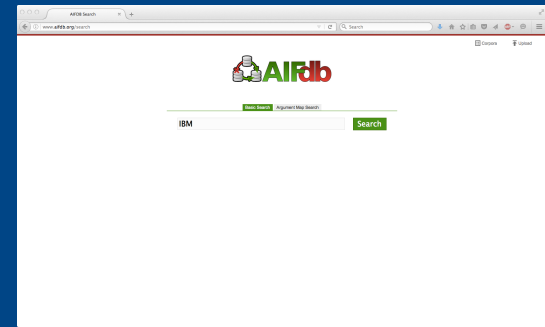 AIFDB Search
www.aifdb.org/search
Search
Corpora
Upload
AIFdb
Basic Search
Argument Map Search
IBM
Search